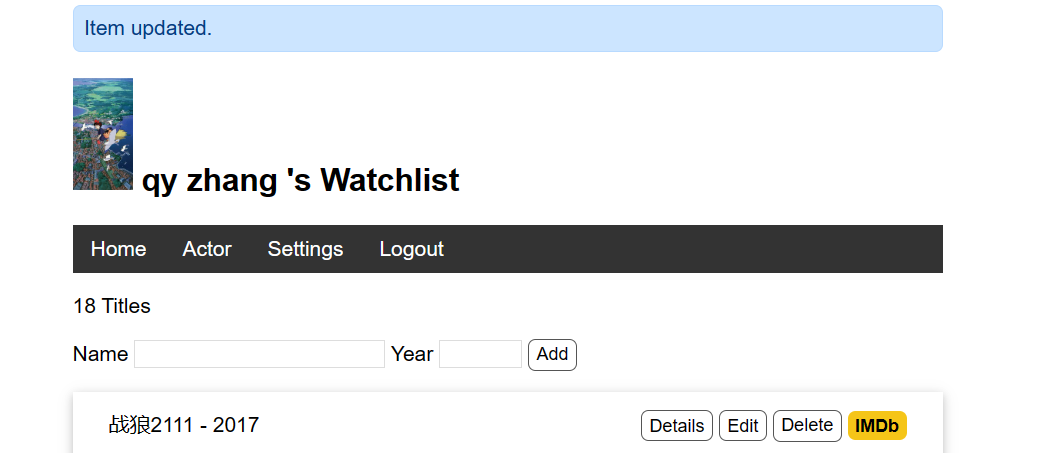 Item updated.
qy zhang 's Watchlist
Home Actor Settings Logout
18 Titles
Name Year Add
战狼2111 - 2017 Details Edit Delete IMDb